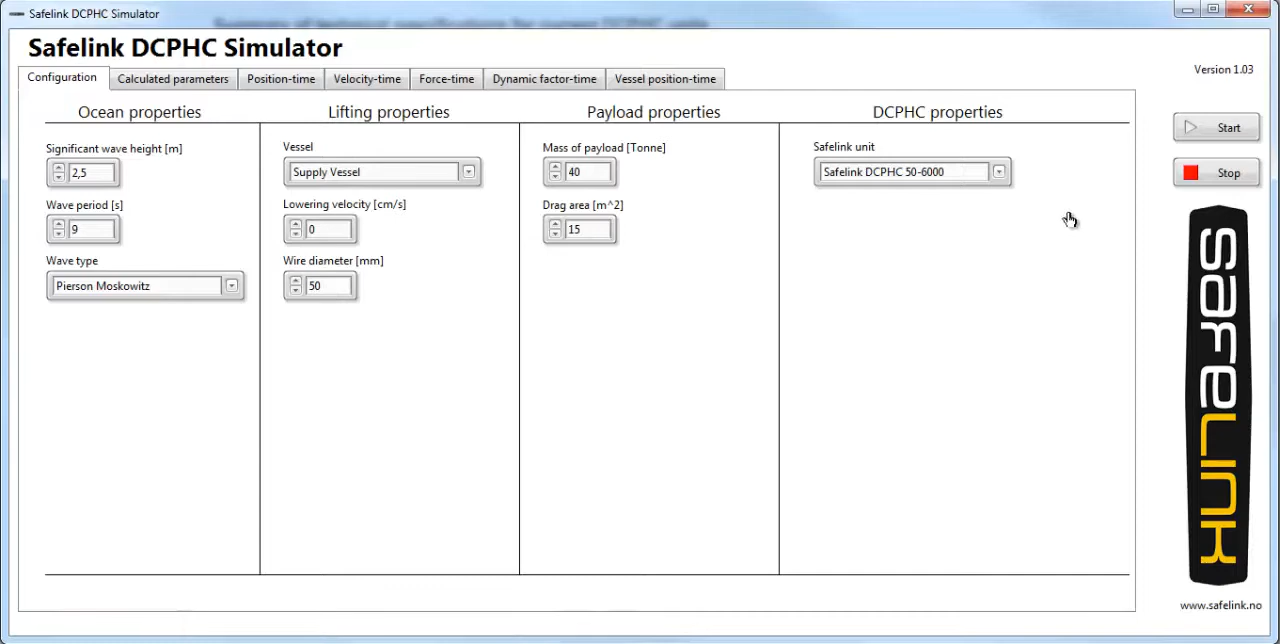 Safelink DCPHC Simulator
Safelink DCPHC Simulator
Version 1.03
Configuration Calculated parameters Position-time Velocity-time Force-time Dynamic factor-time Vessel position-time
Ocean properties Lifting properties Payload properties DCPHC properties
Significant wave height [m]
2,5
Wave period [s]
9
Wave type
Pierson Moskowitz
Vessel
Supply Vessel
Lowering velocity [cm/s]
0
Wire diameter [mm]
50
Mass of payload [Tonne]
40
Drag area [m^2]
15
Safelink unit
Safelink DCPHC 50-6000
Start
Stop
SAFELINK
www.safelink.no